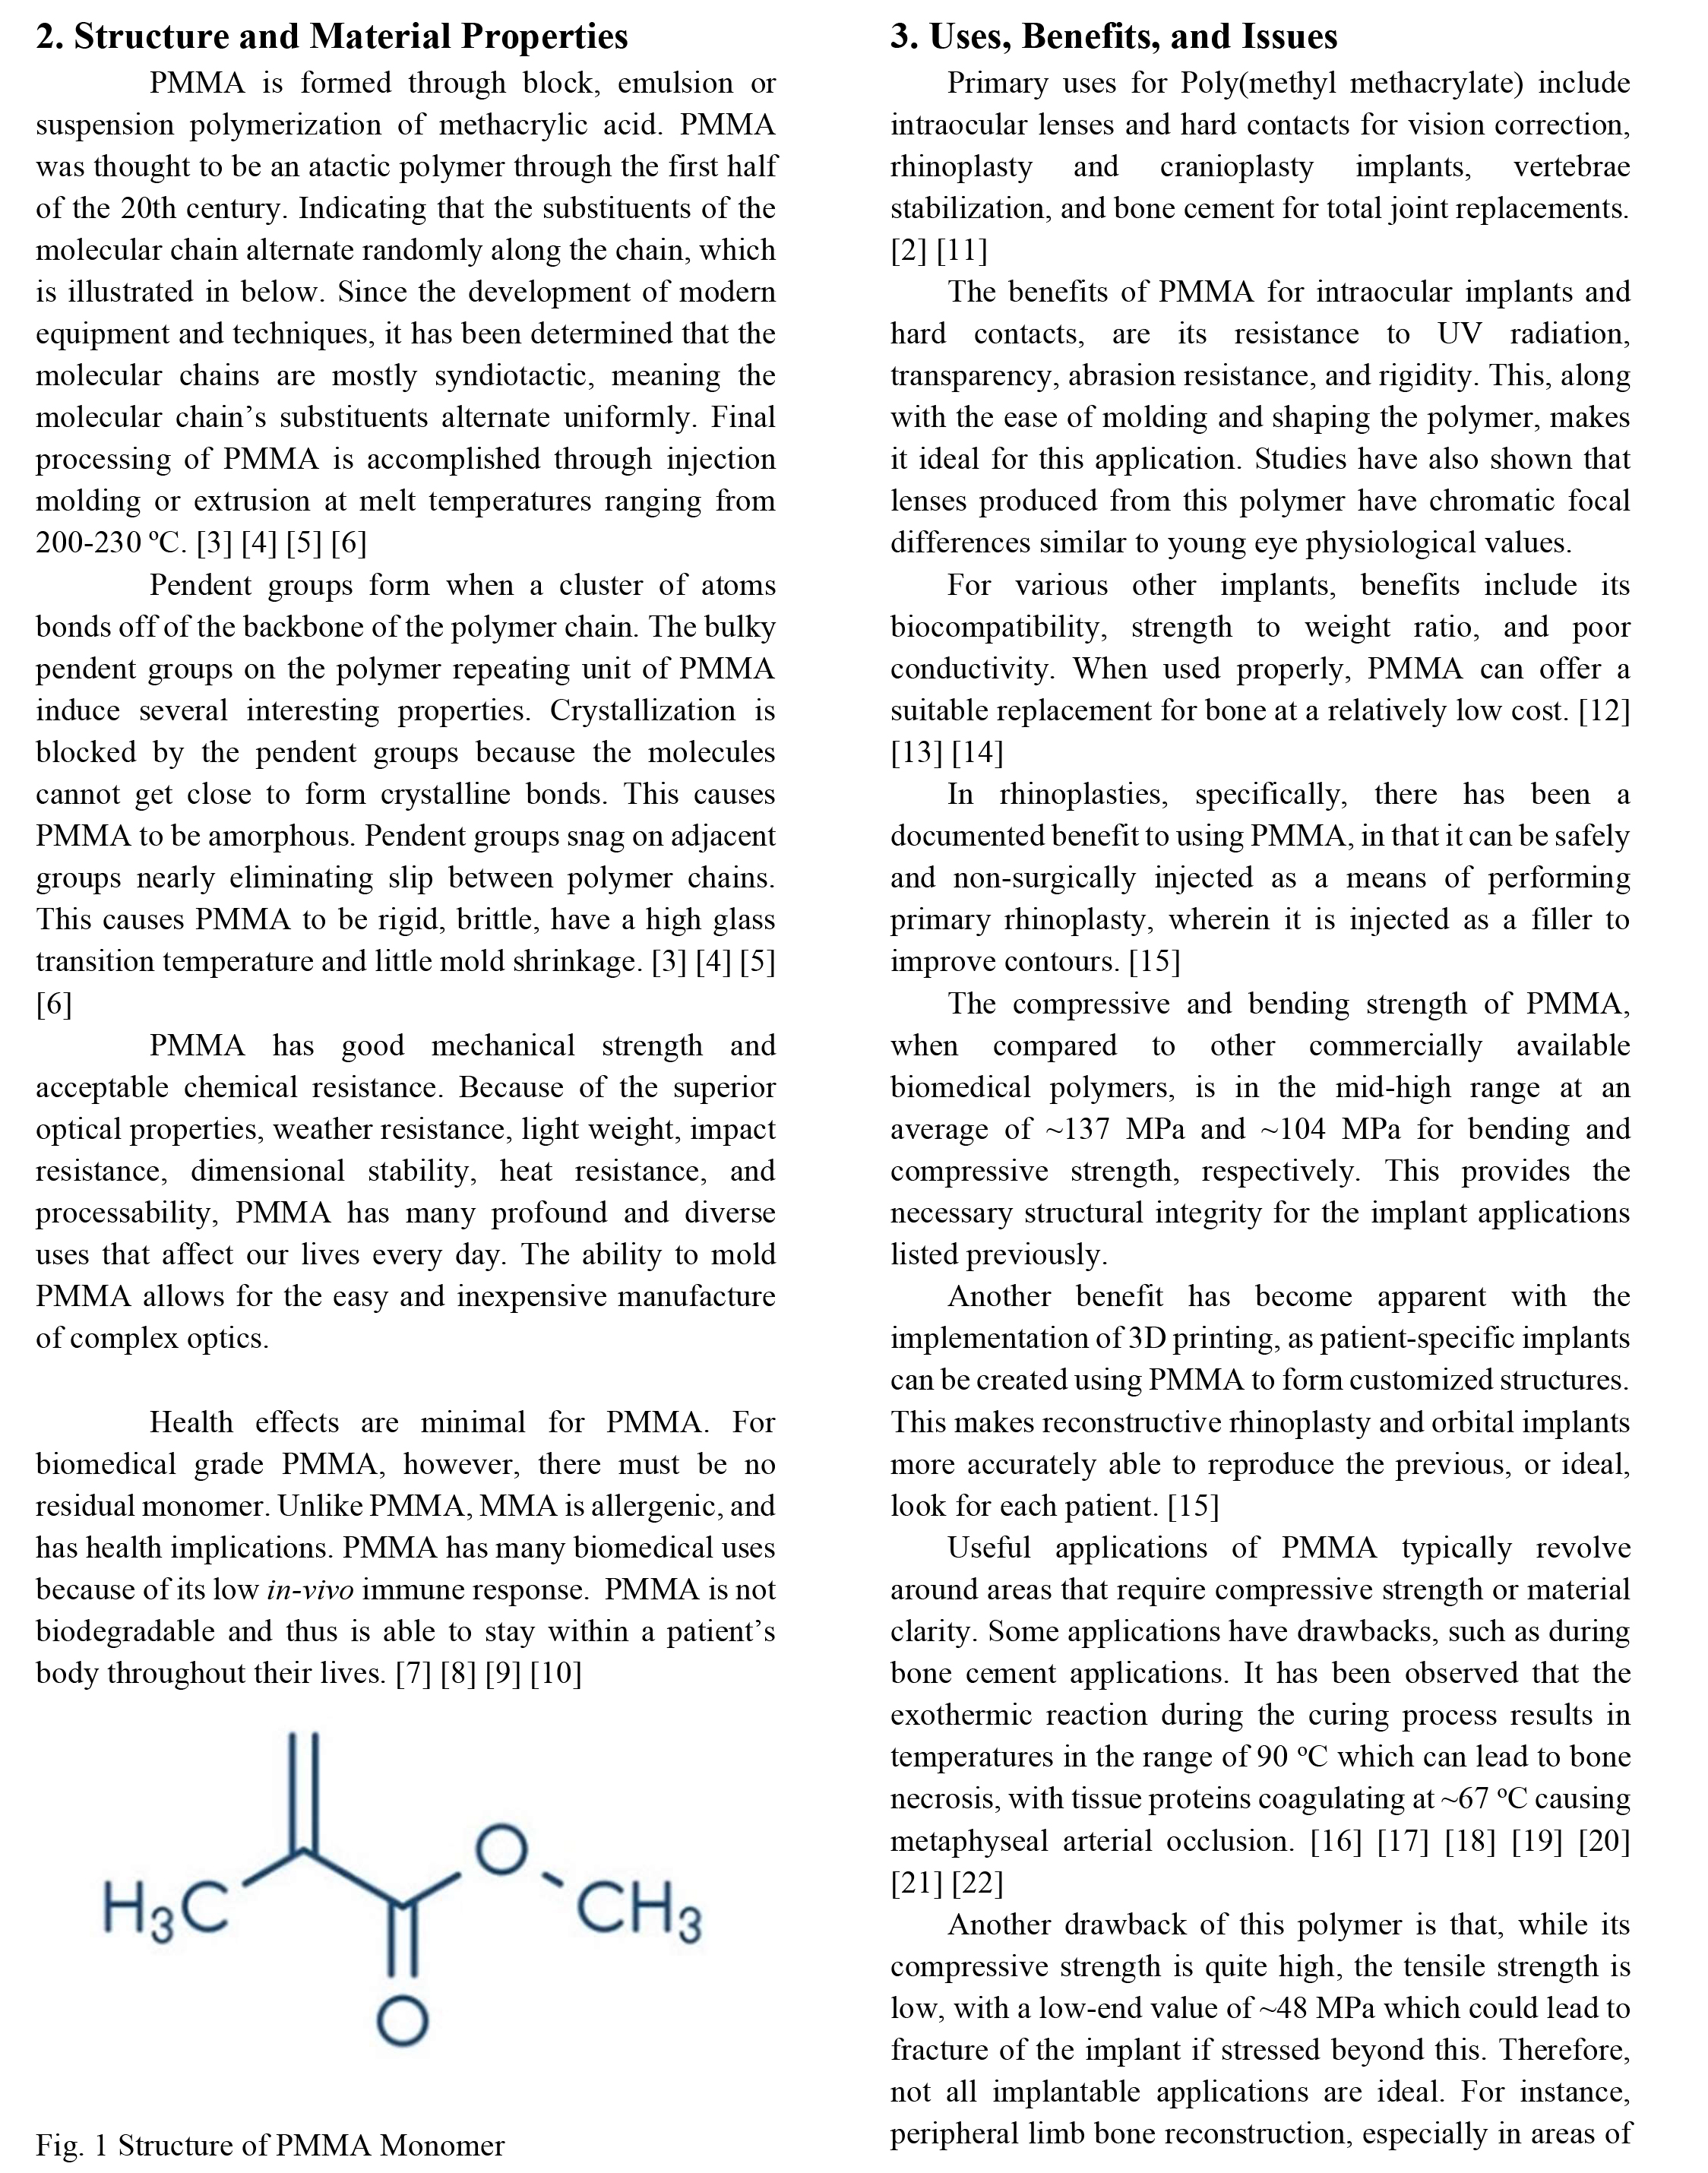 2. Structure and Material Properties
PMMA is formed through block, emulsion or
suspension polymerization of methacrylic acid. PMMA
was thought to be an atactic polymer through the first half
of the 20th century. Indicating that the substituents of the
molecular chain alternate randomly along the chain, which
is illustrated in below. Since the development of modern
equipment and techniques, it has been determined that the
molecular chains are mostly syndiotactic, meaning the
molecular chain’s substituents alternate uniformly. Final
processing of PMMA is accomplished through injection
molding or extrusion at melt temperatures ranging from
200-230 ºC. [3] [4] [5] [6]
Pendent groups form when a cluster of atoms
bonds off of the backbone of the polymer chain. The bulky
pendent groups on the polymer repeating unit of PMMA
induce several interesting properties. Crystallization is
blocked by the pendent groups because the molecules
cannot get close to form crystalline bonds. This causes
PMMA to be amorphous. Pendent groups snag on adjacent
groups nearly eliminating slip between polymer chains.
This causes PMMA to be rigid, brittle, have a high glass
transition temperature and little mold shrinkage. [3] [4] [5]
[6]
PMMA has good mechanical strength and
acceptable chemical resistance. Because of the superior
optical properties, weather resistance, light weight, impact
resistance, dimensional stability, heat resistance, and
processability, PMMA has many profound and diverse
uses that affect our lives every day. The ability to mold
PMMA allows for the easy and inexpensive manufacture
of complex optics.
Health effects are minimal for PMMA. For
biomedical grade PMMA, however, there must be no
residual monomer. Unlike PMMA, MMA is allergenic, and
has health implications. PMMA has many biomedical uses
because of its low in-vivo immune response. PMMA is not
biodegradable and thus is able to stay within a patient’s
body throughout their lives. [7] [8] [9] [10]
O
H3C CH3
O
Fig. 1 Structure of PMMA Monomer
3. Uses, Benefits, and Issues
Primary uses for Poly(methyl methacrylate) include
intraocular lenses and hard contacts for vision correction,
rhinoplasty and cranioplasty implants, vertebrae
stabilization, and bone cement for total joint replacements.
[2] [11]
The benefits of PMMA for intraocular implants and
hard contacts, are its resistance to UV radiation,
transparency, abrasion resistance, and rigidity. This, along
with the ease of molding and shaping the polymer, makes
it ideal for this application. Studies have also shown that
lenses produced from this polymer have chromatic focal
differences similar to young eye physiological values.
For various other implants, benefits include its
biocompatibility, strength to weight ratio, and poor
conductivity. When used properly, PMMA can offer a
suitable replacement for bone at a relatively low cost. [12]
[13] [14]
In rhinoplasties, specifically, there has been a
documented benefit to using PMMA, in that it can be safely
and non-surgically injected as a means of performing
primary rhinoplasty, wherein it is injected as a filler to
improve contours. [15]
The compressive and bending strength of PMMA,
when compared to other commercially available
biomedical polymers, is in the mid-high range at an
average of ~137 MPa and ~104 MPa for bending and
compressive strength, respectively. This provides the
necessary structural integrity for the implant applications
listed previously.
Another benefit has become apparent with the
implementation of 3D printing, as patient-specific implants
can be created using PMMA to form customized structures.
This makes reconstructive rhinoplasty and orbital implants
more accurately able to reproduce the previous, or ideal,
look for each patient. [15]
Useful applications of PMMA typically revolve
around areas that require compressive strength or material
clarity. Some applications have drawbacks, such as during
bone cement applications. It has been observed that the
exothermic reaction during the curing process results in
temperatures in the range of 90 ºC which can lead to bone
necrosis, with tissue proteins coagulating at ~67 ºC causing
metaphyseal arterial occlusion. [16] [17] [18] [19] [20]
[21] [22]
Another drawback of this polymer is that, while its
compressive strength is quite high, the tensile strength is
low, with a low-end value of ~48 MPa which could lead to
fracture of the implant if stressed beyond this. Therefore,
not all implantable applications are ideal. For instance,
peripheral limb bone reconstruction, especially in areas of